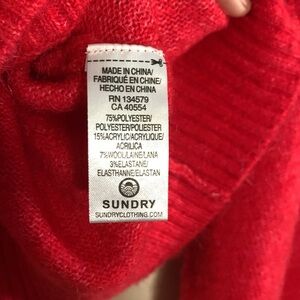 MADE IN CHINA/
FABRIQUÉ EN CHINE/
HECHO EN CHINA
RN 134579
CA 40554
75%POLYESTER/
POLYESTER/POLIESTER
15%ACRYLIC/ACRYLIQUE/
ACRILICA
7%WOOL/LAINE/LANA
3%ELASTANE/
ELASTHANNE/ELASTAN
SUNDRY
SUNDRYCLOTHING.COM